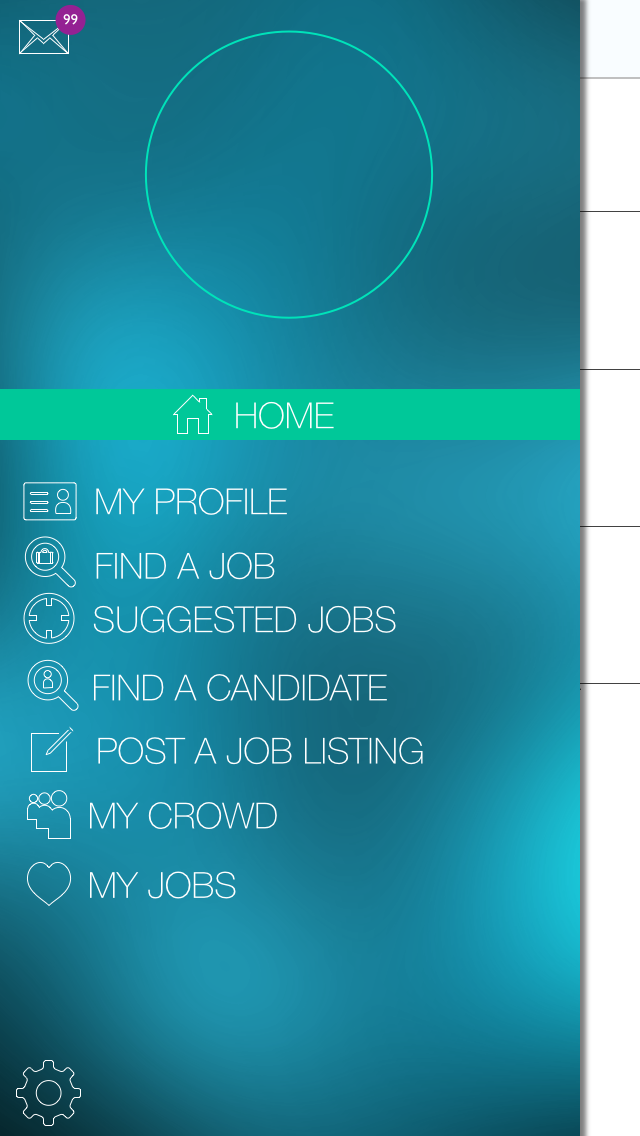 99
HOME
MY PROFILE
FIND A JOB
SUGGESTED JOBS
FIND A CANDIDATE
POST A JOB LISTING
MY CROWD
MY JOBS